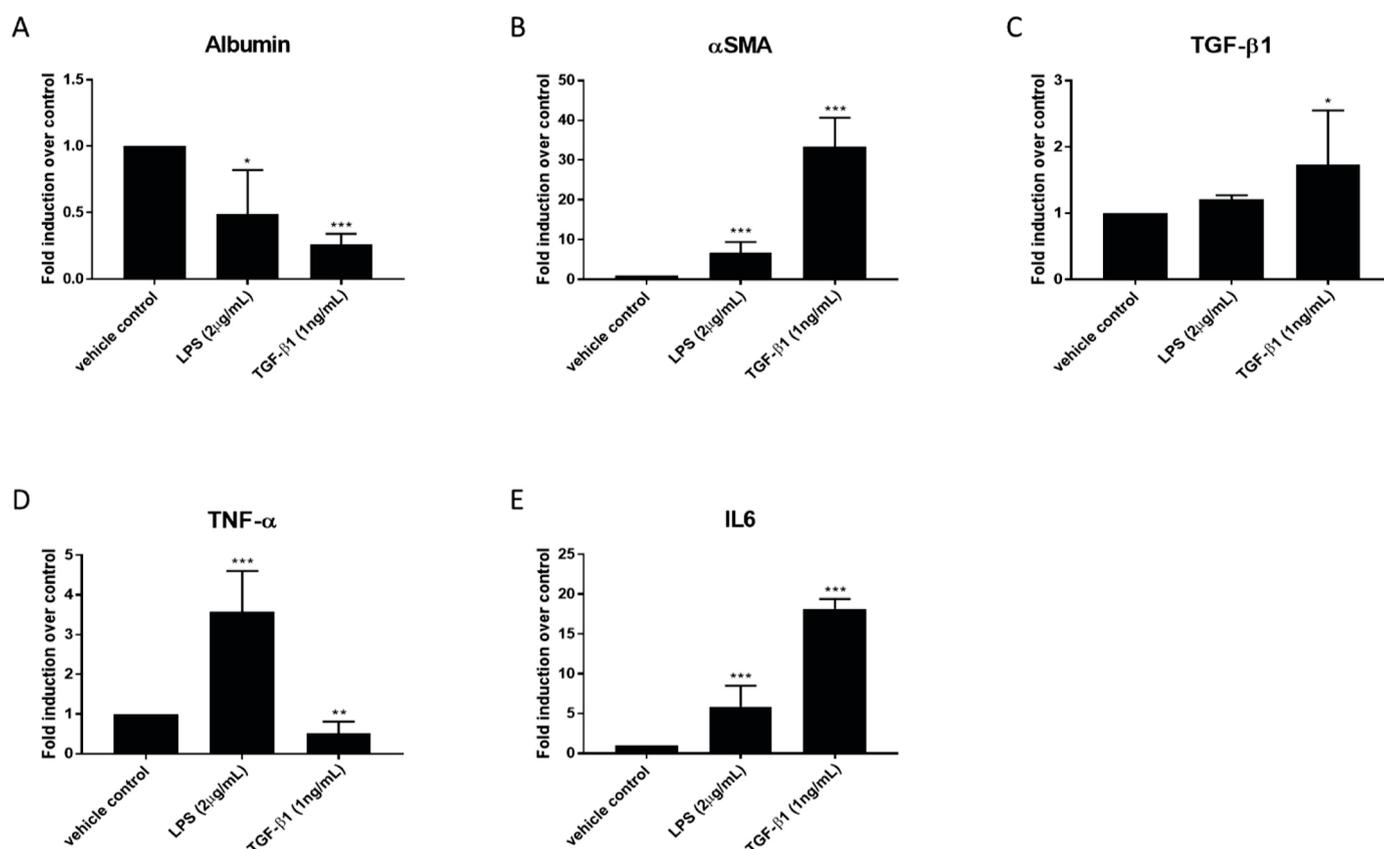 A
Albumin
Fold induction over control
1.5
1.0
0.5
0.0
*
***
vehicle control
LPS (2μg/mL)
TGF-β1 (1ng/mL)
B
αSMA
Fold induction over control
50
40
30
20
10
0
***
***
vehicle control
LPS (2μg/mL)
TGF-β1 (1ng/mL)
C
TGF-β1
Fold induction over control
3
2
1
0
*
vehicle control
LPS (2μg/mL)
TGF-β1 (1ng/mL)
D
TNF-α
Fold induction over control
5
4
3
2
1
0
***
**
vehicle control
LPS (2μg/mL)
TGF-β1 (1ng/mL)
E
IL6
Fold induction over control
25
20
15
10
5
0
***
***
vehicle control
LPS (2μg/mL)
TGF-β1 (1ng/mL)